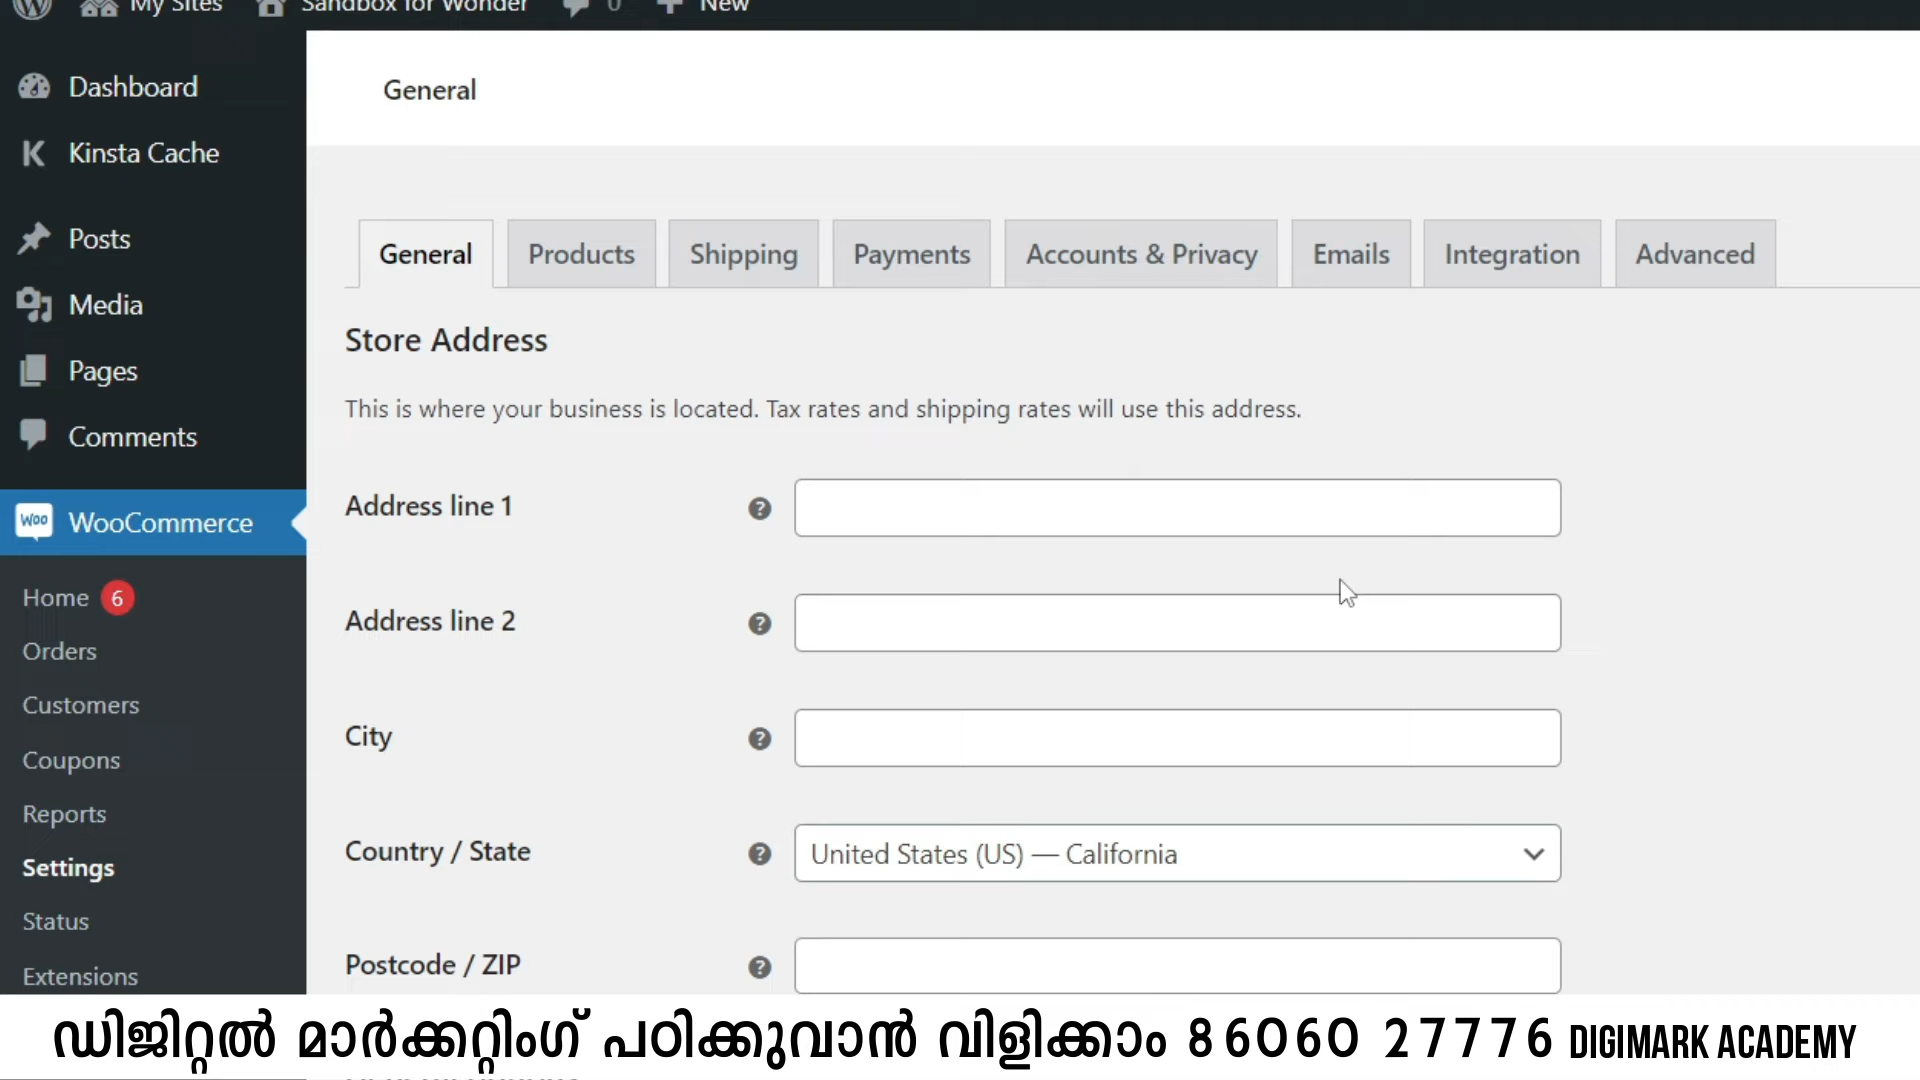 My Sites Sandbox for Wonder 0 New
Dashboard
Kinsta Cache
Posts
Media
Pages
Comments
Woo WooCommerce
Home 6
Orders
Customers
Coupons
Reports
Settings
Status
Extensions
General
General Products Shipping Payments Accounts & Privacy Emails Integration Advanced
Store Address
This is where your business is located. Tax rates and shipping rates will use this address.
Address line 1
Address line 2
City
Country / State United States (US) — California
Postcode / ZIP
ഡിജിറ്റൽ മാർക്കറ്റിംഗ് പഠിക്കുവാൻ വിളിക്കാം 86060 27776 DIGIMARK ACADEMY